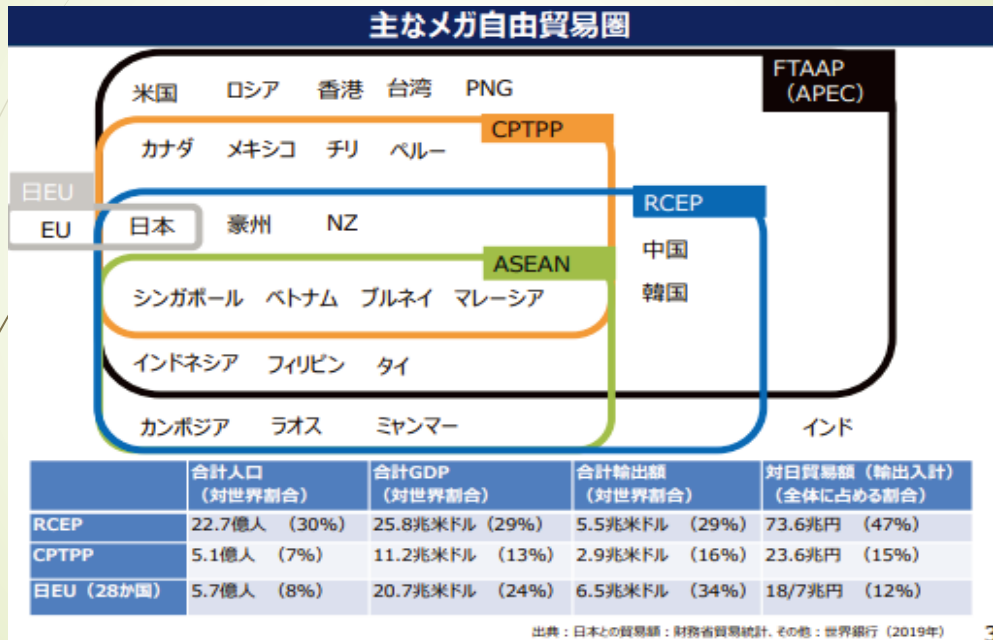 主なメガ自由貿易圏
FTAAP
（APEC）
米国 ロシア 香港 台湾 PNG
CPTPP
カナダ メキシコ チリ ペルー
日EU
RCEP
EU 日本 豪州 NZ
中国
ASEAN
韓国
シンガポール ベトナム ブルネイ マレーシア
インドネシア フィリピン タイ
カンボジア ラオス ミャンマー インド
合計人口 合計GDP 合計輸出額 対日貿易額（輸出入計）
（対世界割合） （対世界割合） （対世界割合） （全体に占める割合）
RCEP 22.7億人 （30%） 25.8兆米ドル （29%） 5.5兆米ドル （29%） 73.6兆円 （47%）
CPTPP 5.1億人 （7%） 11.2兆米ドル （13%） 2.9兆米ドル （16%） 23.6兆円 （15%）
日EU（28か国） 5.7億人 （8%） 20.7兆米ドル （24%） 6.5兆米ドル （34%） 18/7兆円 （12%）
出典：日本との貿易額：財務省貿易統計、その他：世界銀行（2019年）